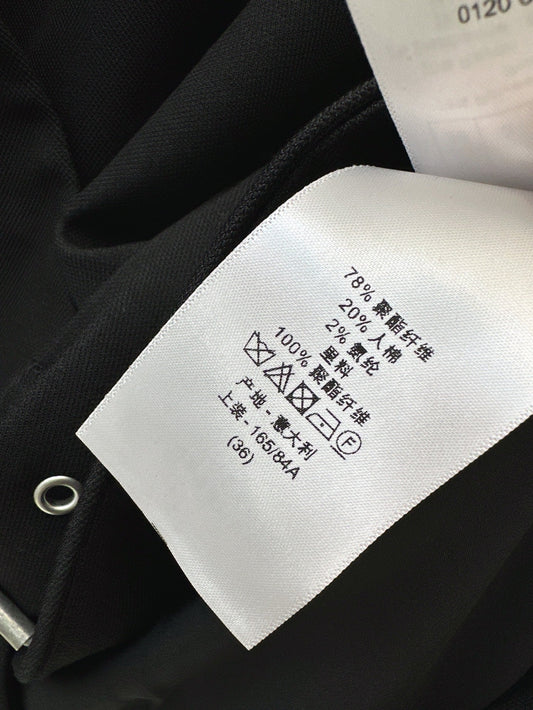 0120
78% 聚酯纤维
20% 人棉
2% 氨纶
里料
100% 聚酯纤维
F
产地 - 意大利
上装 - 165/84A
(36)